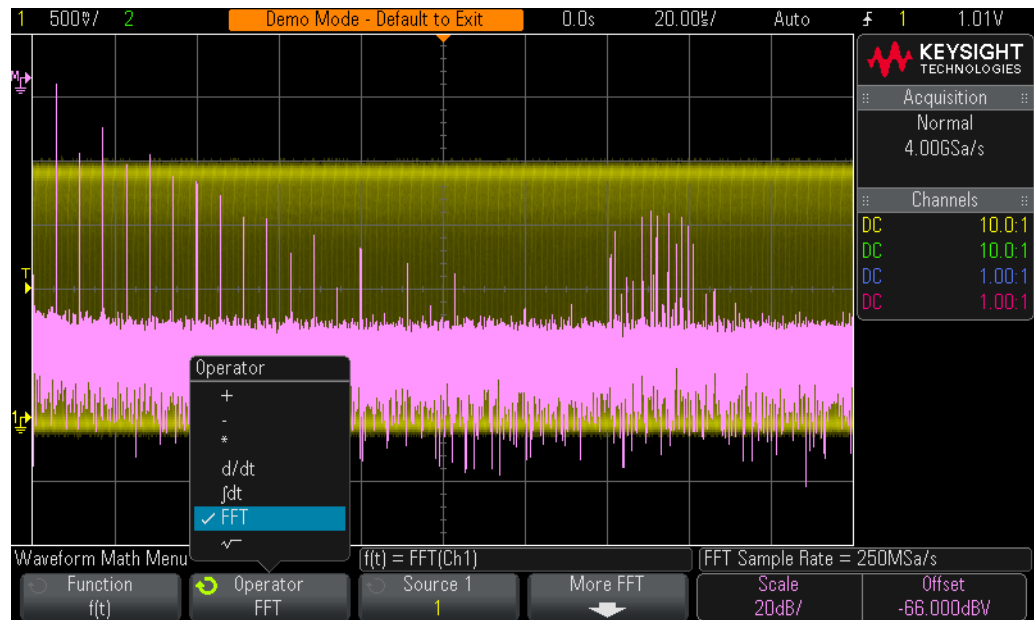 1 500mV/ 2 Demo Mode - Default to Exit 0.0s 20.00µs/ Auto 1 1.01V
M
T
1
KEYSIGHT
TECHNOLOGIES
Acquisition
Normal
4.00GSa/s
Channels
DC 10.0:1
DC 10.0:1
DC 1.00:1
DC 1.00:1
Operator
+
-
*
d/dt
∫dt
✓ FFT
√
Waveform Math Menu f(t) = FFT(Ch1) FFT Sample Rate = 250MSa/s
Function Operator Source 1 More FFT Scale Offset
f(t) FFT 1 20dB/ -66.000dBV